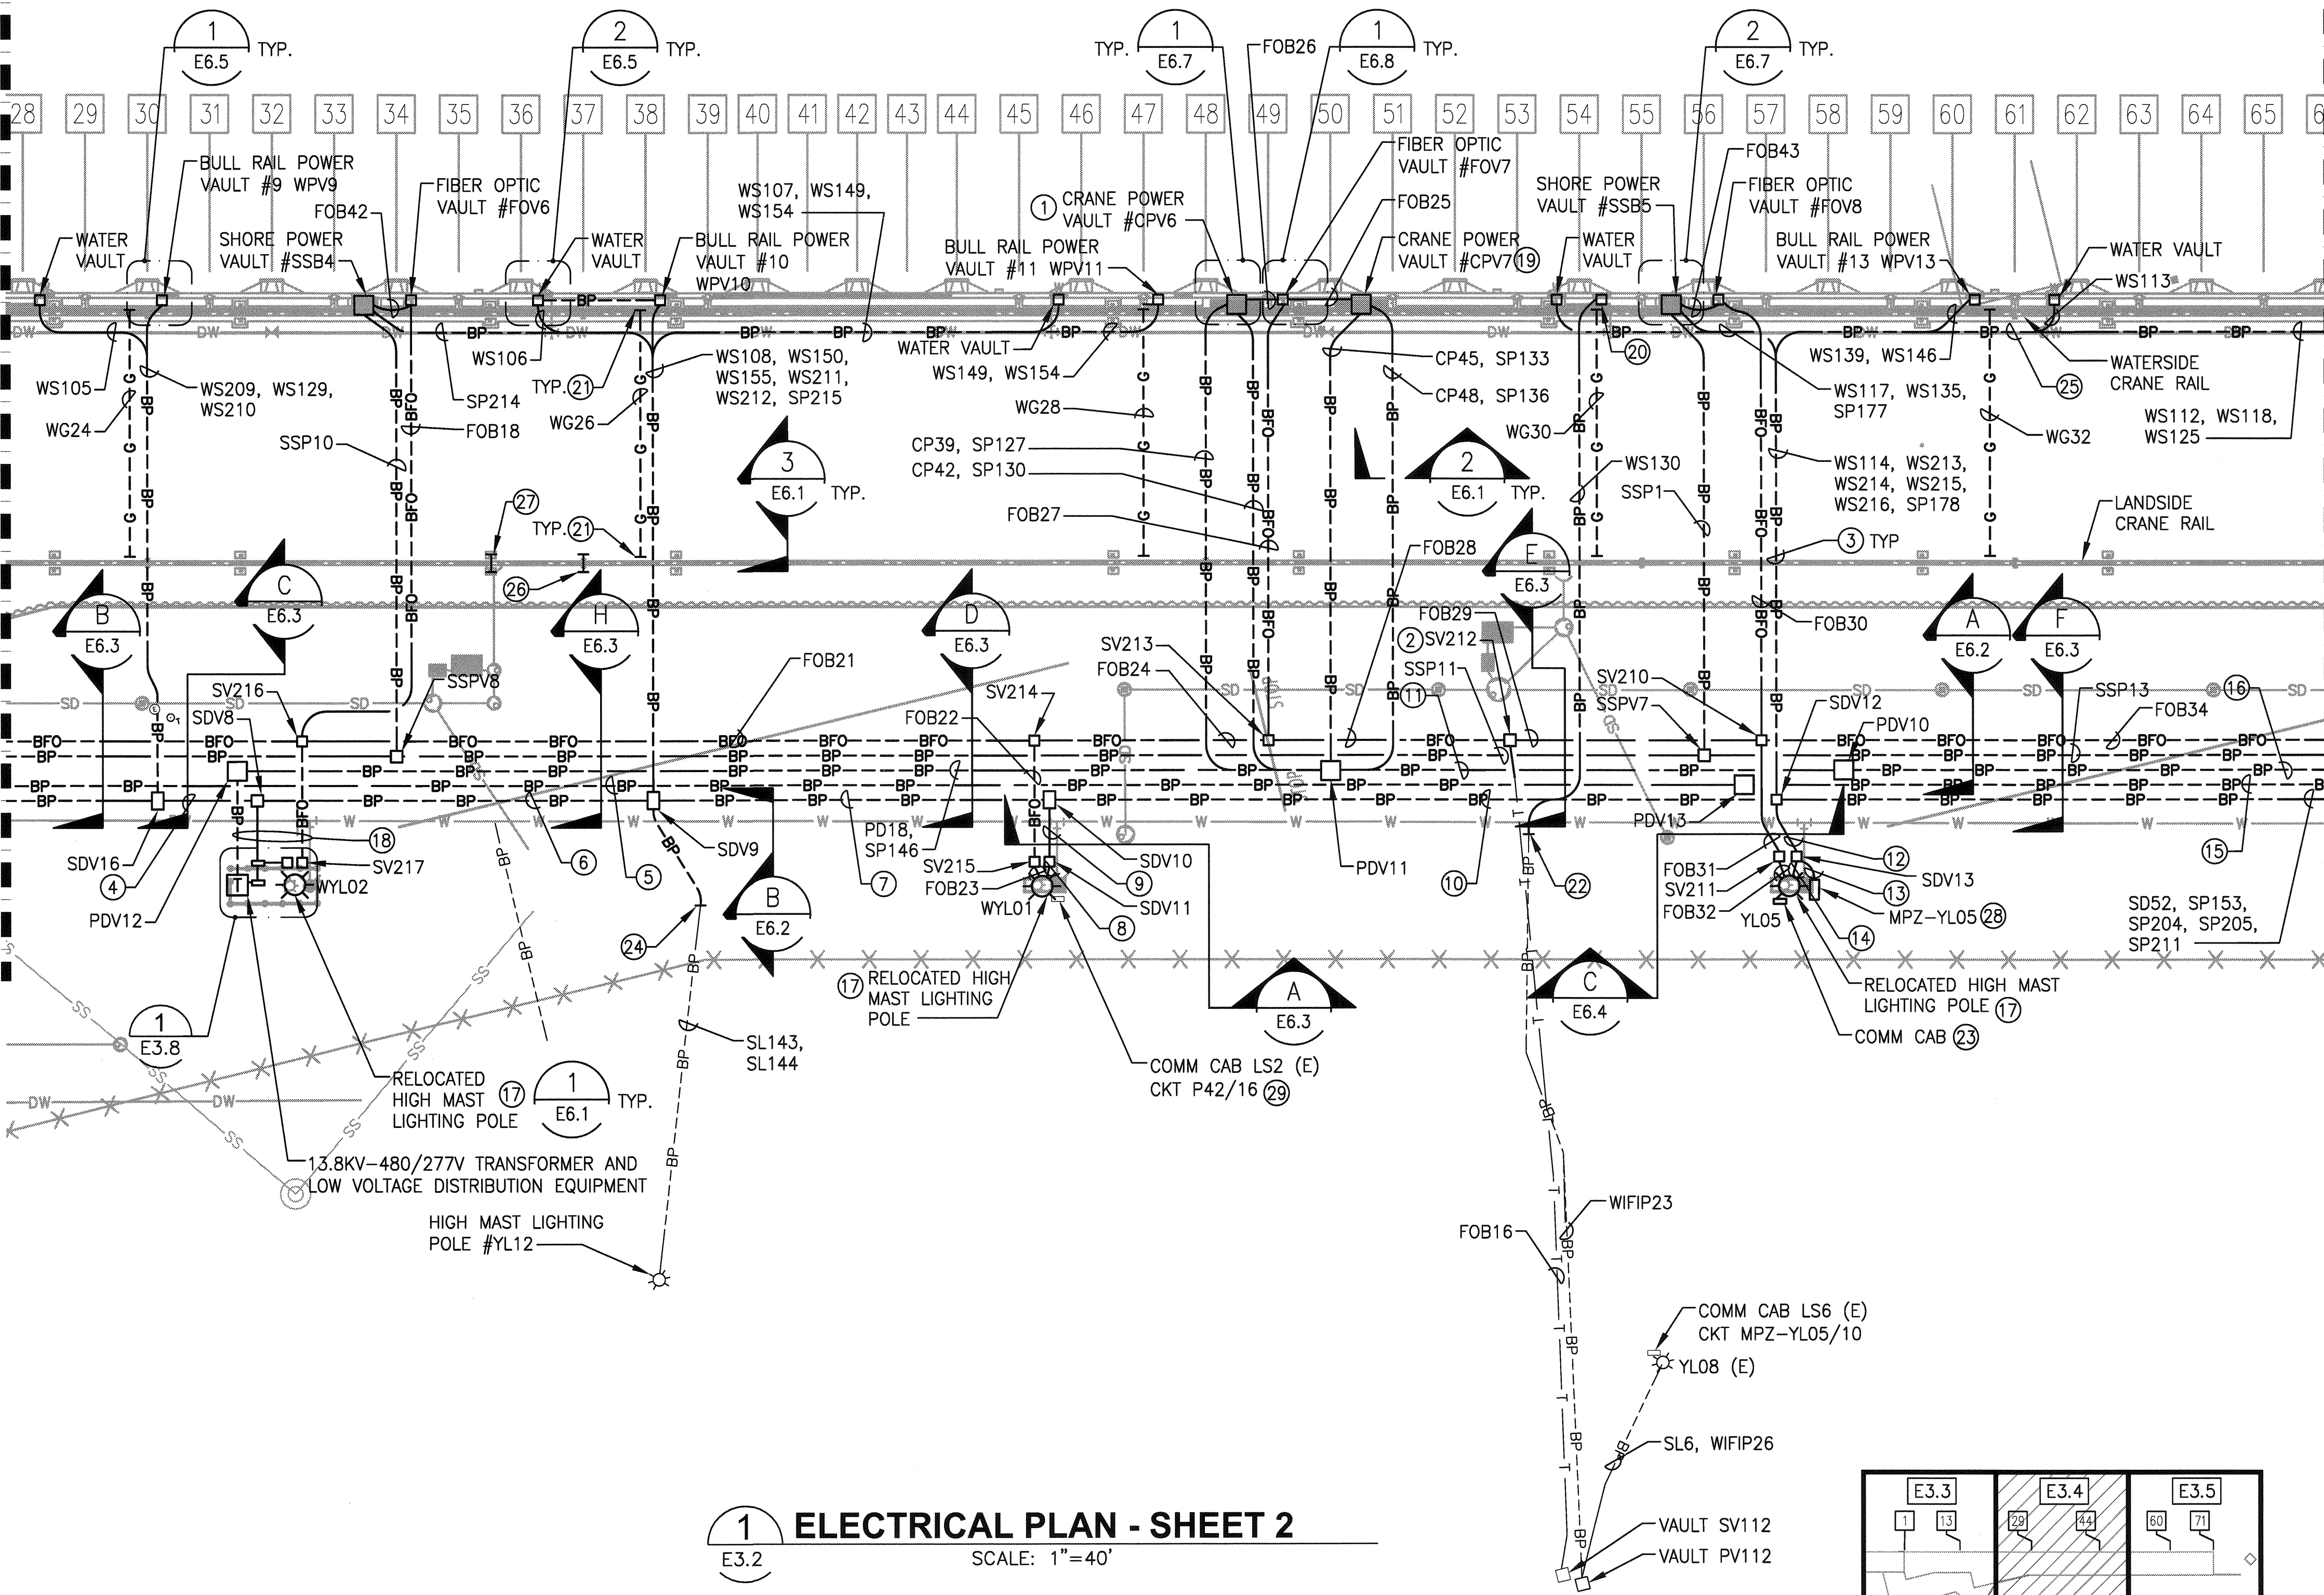 1
E6.5
TYP.
2
E6.5
TYP.
TYP.
1
E6.7
FOB26
1
E6.8
TYP.
2
E6.7
TYP.
28 29 30 31 32 33 34 35 36 37 38 39 40 41 42 43 44 45 46 47 48 49 50 51 52 53 54 55 56 57 58 59 60 61 62 63 64 65
BULL RAIL POWER
VAULT #9 WPV9
FOB42
FIBER OPTIC
VAULT #FOV6
WS107, WS149,
WS154
1
CRANE POWER
VAULT #CPV6
FIBER OPTIC
VAULT #FOV7
FOB25
SHORE POWER
VAULT #SSB5
FOB43
FIBER OPTIC
VAULT #FOV8
WATER
VAULT
SHORE POWER
VAULT #SSB4
WATER
VAULT
BULL RAIL POWER
VAULT #10
WPV10
BULL RAIL POWER
VAULT #11 WPV11
CRANE POWER
VAULT #CPV7
19
WATER
VAULT
BULL RAIL POWER
VAULT #13 WPV13
WATER VAULT
WS113
WS105
WG24
WS209, WS129,
WS210
SP214
FOB18
SSP10
WS106
TYP. 21
WG26
WS108, WS150,
WS155, WS211,
WS212, SP215
WATER VAULT
WS149, WS154
WG28
CP39, SP127
CP42, SP130
FOB27
CP45, SP133
CP48, SP136
20
WG30
WS130
SSP1
WS139, WS146
WS117, WS135,
SP177
25
WATERSIDE
CRANE RAIL
WG32
WS112, WS118,
WS125
WS114, WS213,
WS214, WS215,
WS216, SP178
LANDSIDE
CRANE RAIL
3 TYP
3
E6.1
TYP.
2
E6.1
TYP.
27
TYP. 21
26
B
E6.3
C
E6.3
H
E6.3
D
E6.3
E
E6.3
A
E6.2
F
E6.3
FOB28
FOB29
2 SV212
SSP11
11
FOB30
SV213
FOB24
SV216
SDV8
SSPV8
FOB21
SV214
FOB22
SV210
SSPV7
SDV12
PDV10
SSP13
FOB34
16
SD
BFO
BP
G
DW
W
SS
T
SDV16
4
PDV12
18
SV217
WYL02
T
6
5
SDV9
24
B
E6.2
7
PD18,
SP146
SV215
FOB23
WYL01
SDV10
9
SDV11
8
PDV11
10
22
PDV13
FOB31
SV211
FOB32
YL05
12
SDV13
13
MPZ-YL05 28
14
15
SD52, SP153,
SP204, SP205,
SP211
17
RELOCATED HIGH
MAST LIGHTING
POLE
A
E6.3
C
E6.4
RELOCATED HIGH MAST
LIGHTING POLE 17
COMM CAB 23
1
E3.8
SL143,
SL144
COMM CAB LS2 (E)
CKT P42/16 29
RELOCATED
HIGH MAST
LIGHTING POLE
17
1
E6.1
TYP.
13.8KV-480/277V TRANSFORMER AND
LOW VOLTAGE DISTRIBUTION EQUIPMENT
HIGH MAST LIGHTING
POLE #YL12
WIFIP23
FOB16
COMM CAB LS6 (E)
CKT MPZ-YL05/10
YL08 (E)
SL6, WIFIP26
VAULT SV112
VAULT PV112
1
E3.2
ELECTRICAL PLAN - SHEET 2
SCALE: 1"=40'
E3.3 E3.4 E3.5
1 13 29 44 60 71